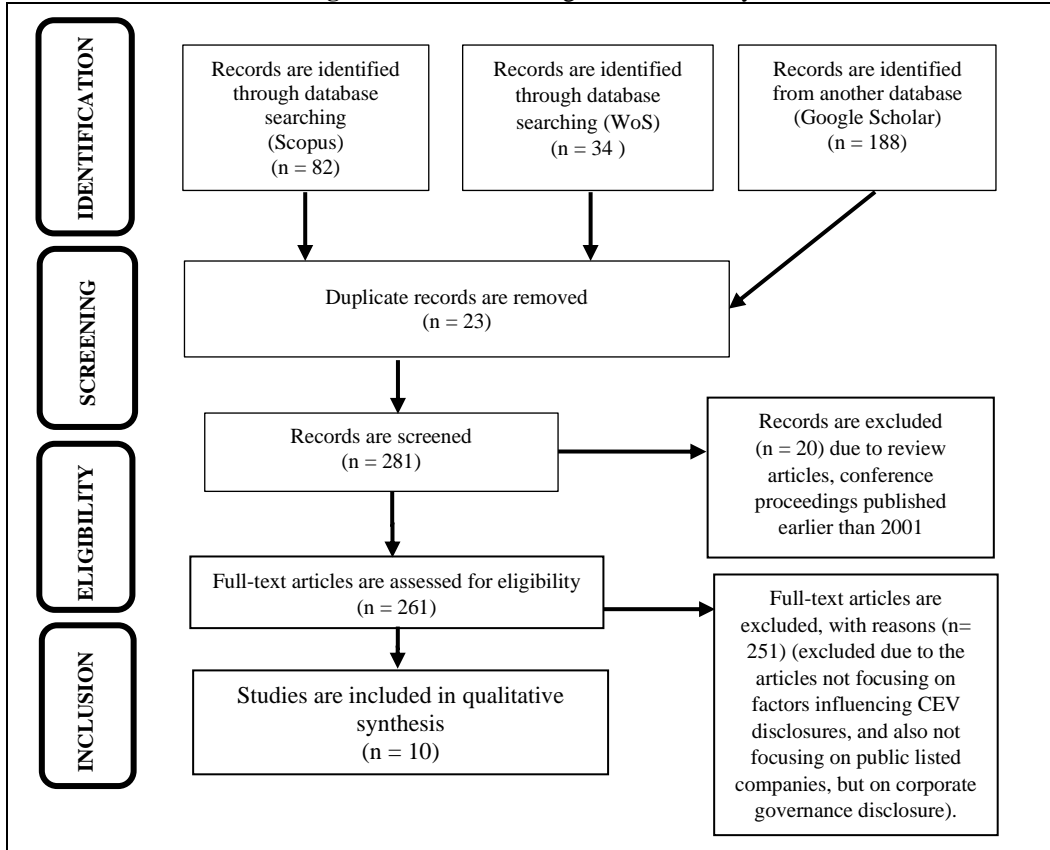 IDENTIFICATION
Records are identified
through database
searching
(Scopus)
(n = 82)
Records are identified
through database
searching (WoS)
(n = 34 )
Records are identified
from another database
(Google Scholar)
(n = 188)
SCREENING
Duplicate records are removed
(n = 23)
Records are screened
(n = 281)
Records are excluded
(n = 20) due to review
articles, conference
proceedings published
earlier than 2001
ELIGIBILITY
Full-text articles are assessed for eligibility
(n = 261)
Full-text articles are
excluded, with reasons (n=
251) (excluded due to the
articles not focusing on
factors influencing CEV
disclosures, and also not
focusing on public listed
companies, but on corporate
governance disclosure).
INCLUSION
Studies are included in qualitative
synthesis
(n = 10)